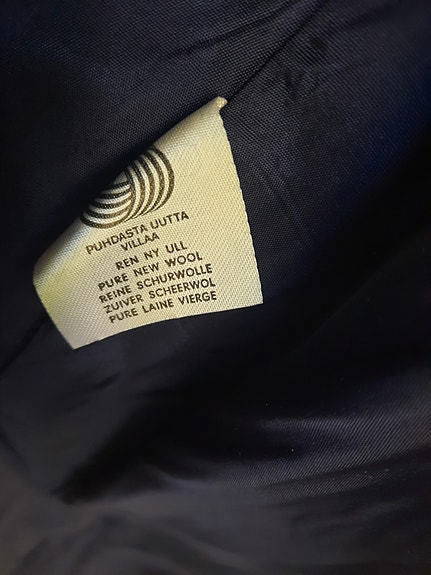 PUHDASTA UUTTA
VILLAA
REN NY ULL
PURE NEW WOOL
REINE SCHURWOLLE
ZUIVER SCHEERWOL
PURE LAINE VIERGE